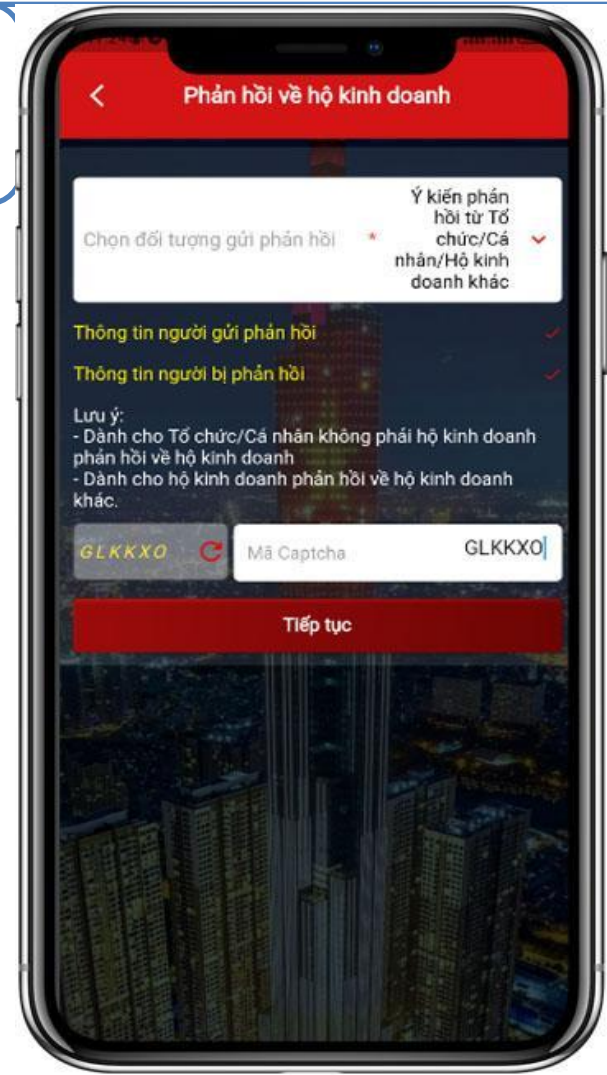 Phản hồi về hộ kinh doanh
Chọn đối tượng gửi phản hồi *
Ý kiến phản
hồi từ Tổ
chức/Cá
nhân/Hộ kinh
doanh khác
Thông tin người gửi phản hồi
Thông tin người bị phản hồi
Lưu ý:
- Dành cho Tổ chức/Cá nhân không phải hộ kinh doanh
phản hồi về hộ kinh doanh
- Dành cho hộ kinh doanh phản hồi về hộ kinh doanh
khác.
GLKKXO
Mã Captcha
GLKKXO
Tiếp tục